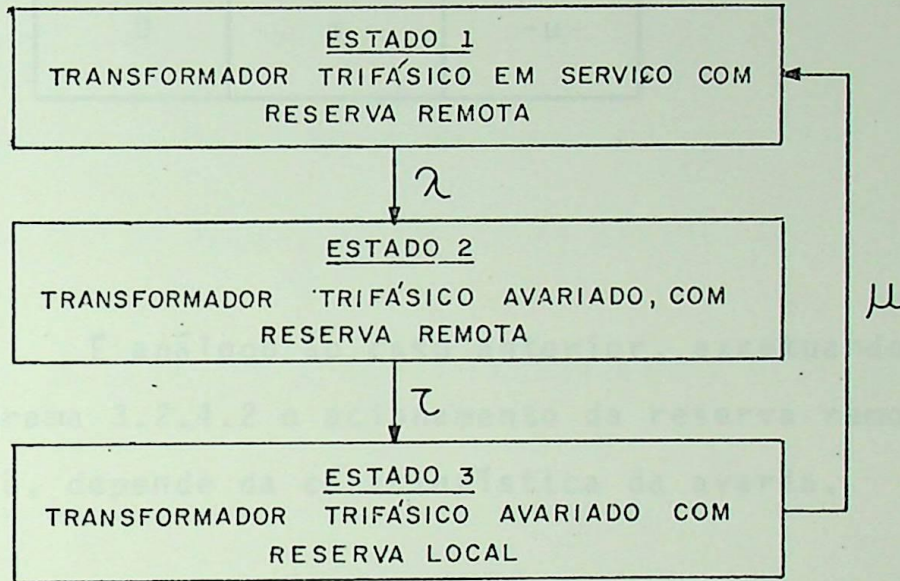 ESTADO 1
TRANSFORMADOR TRIFÁSICO EM SERVIÇO COM
RESERVA REMOTA
λ
ESTADO 2
TRANSFORMADOR TRIFÁSICO AVARIADO, COM
RESERVA REMOTA
μ
τ
ESTADO 3
TRANSFORMADOR TRIFÁSICO AVARIADO COM
RESERVA LOCAL